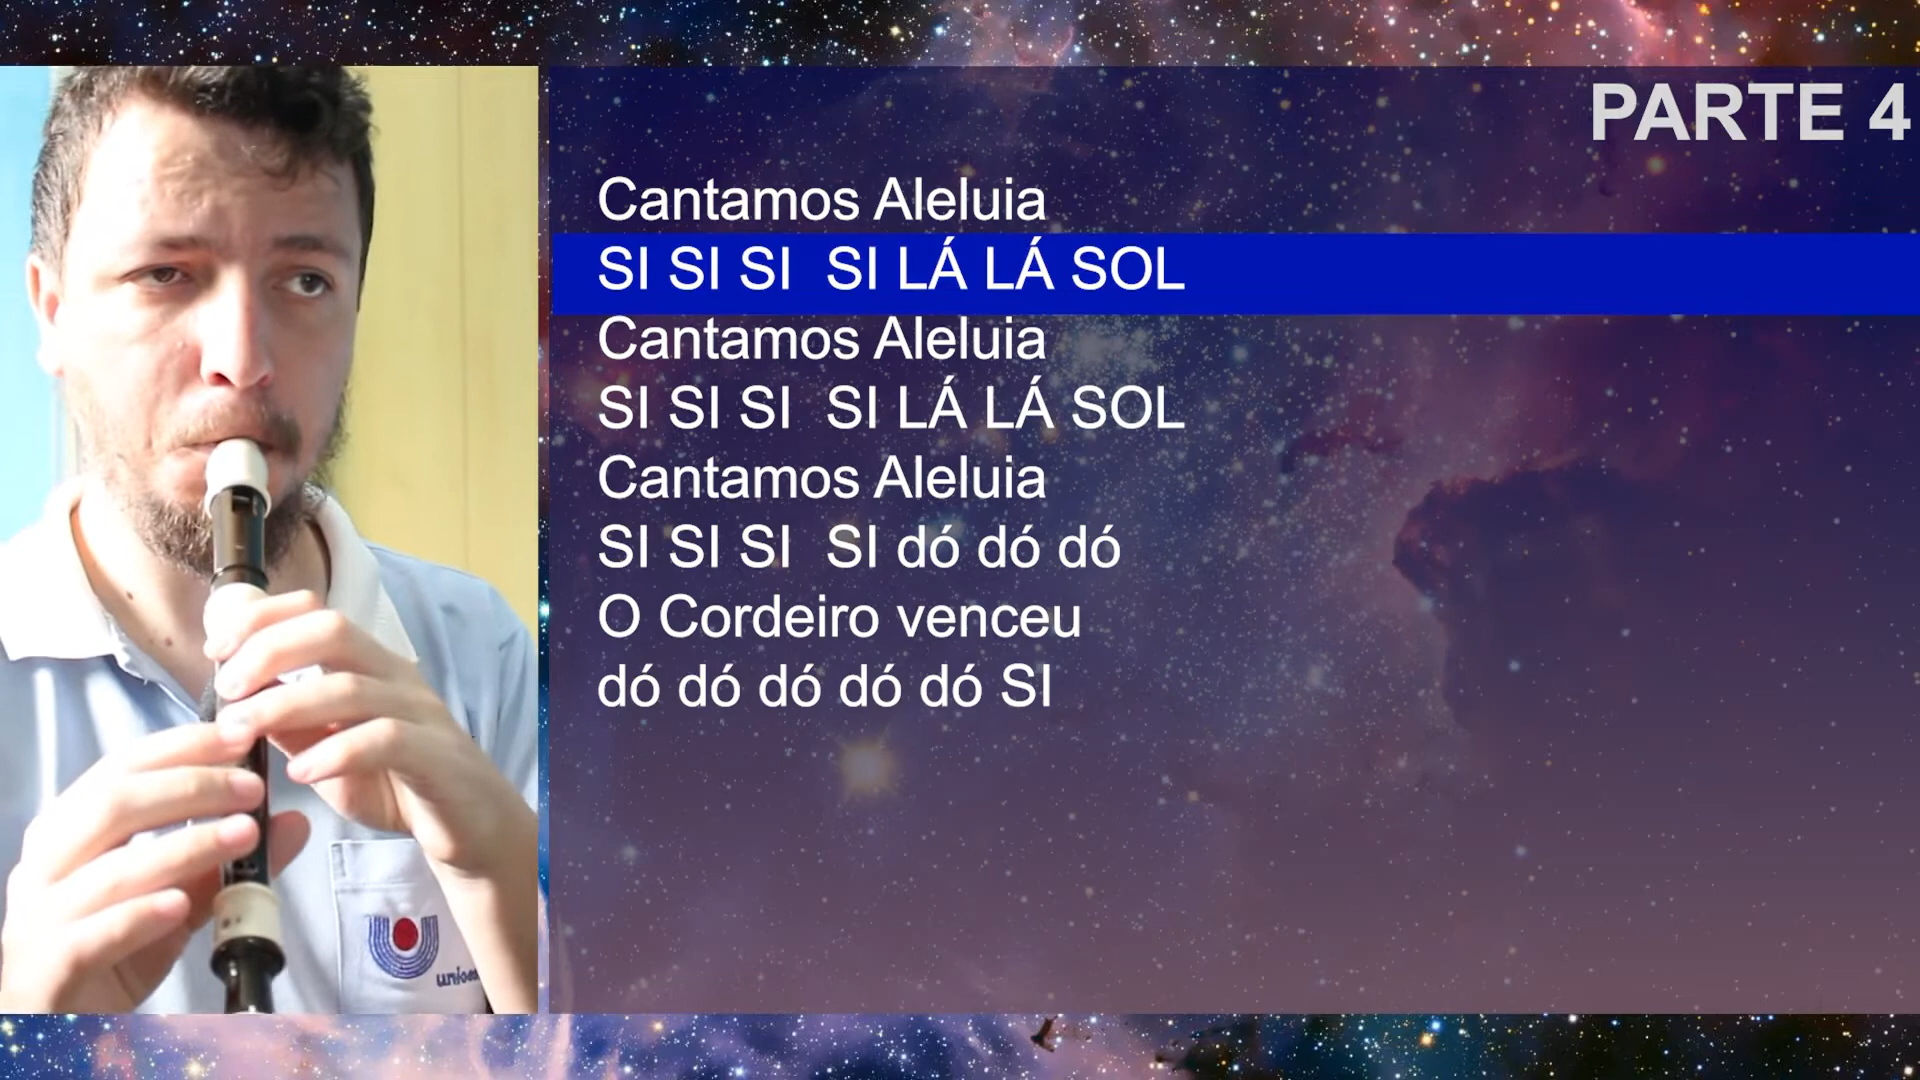 PARTE 4
Cantamos Aleluia
SI SI SI  SI LÁ LÁ SOL
Cantamos Aleluia
SI SI SI  SI LÁ LÁ SOL
Cantamos Aleluia
SI SI SI  SI dó dó dó
O Cordeiro venceu
dó dó dó dó dó SI